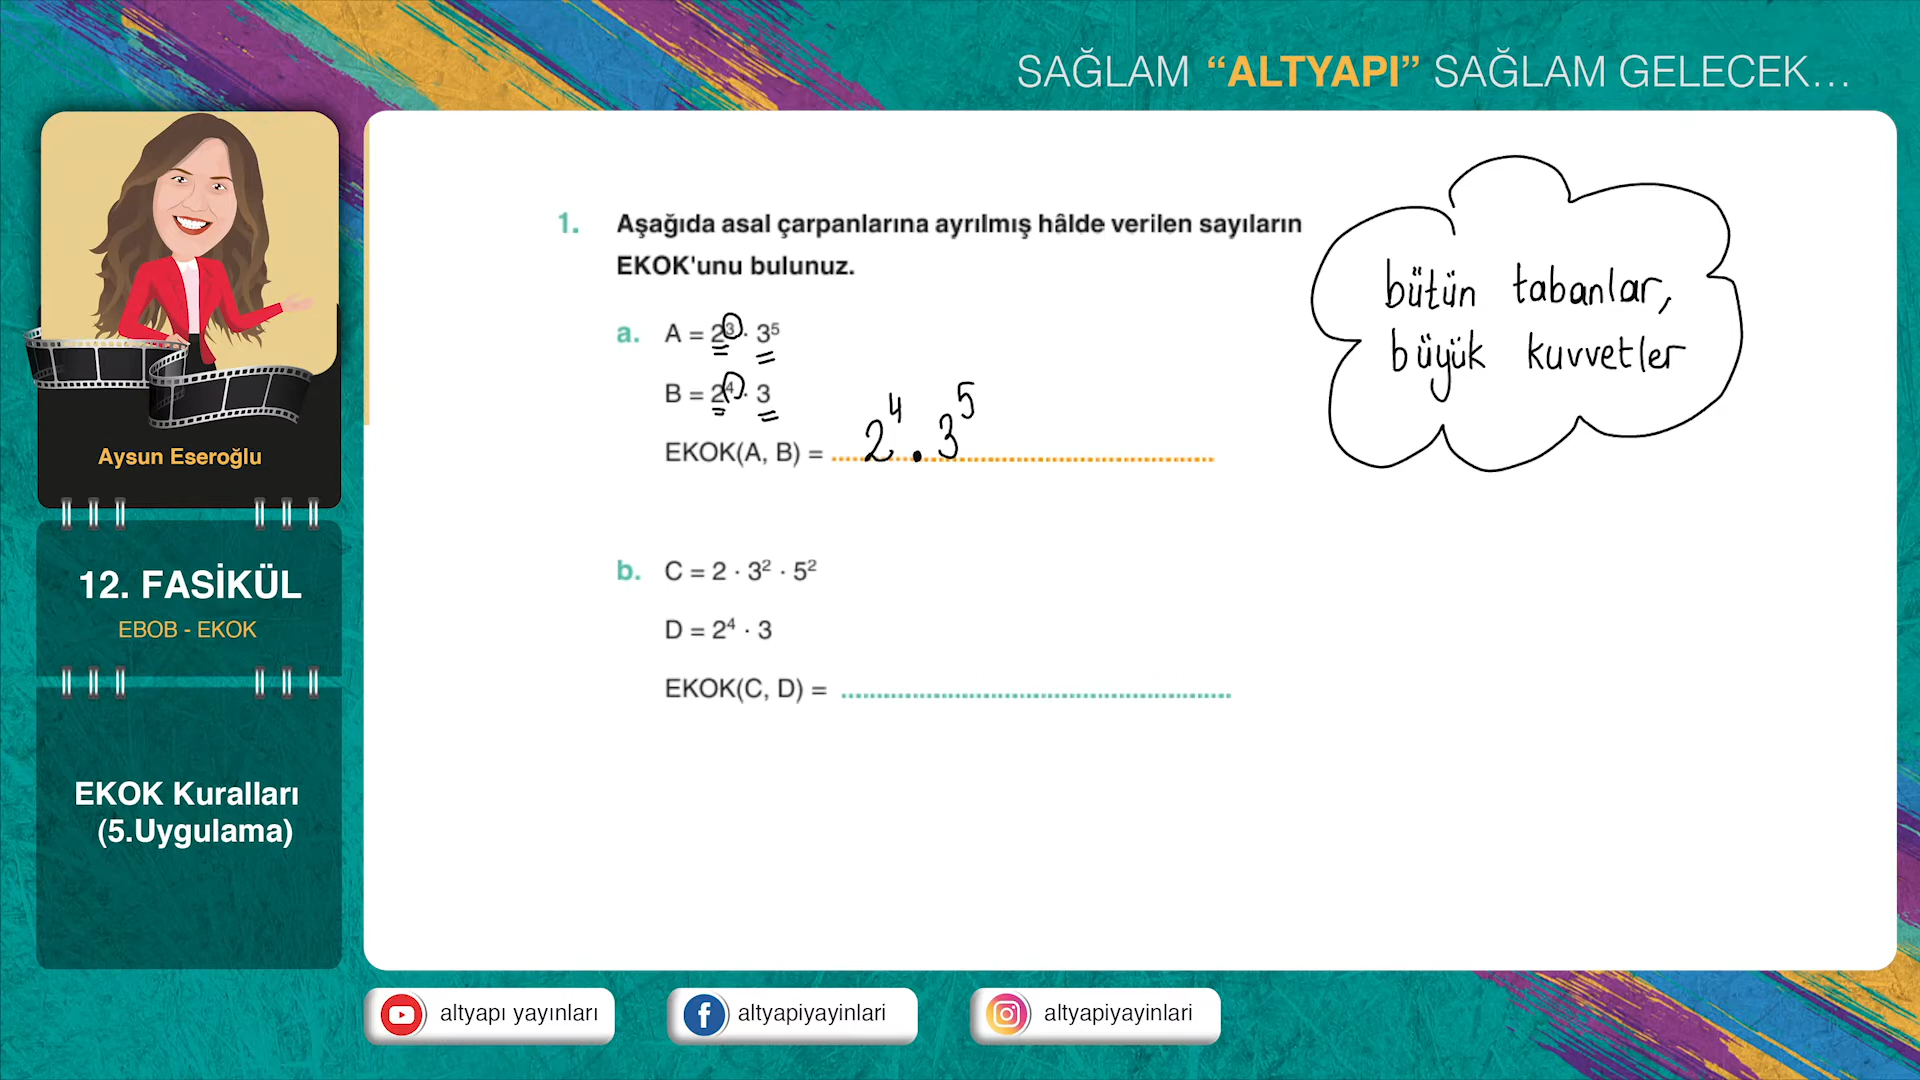 SAĞLAM “ALTYAPI” SAĞLAM GELECEK...
Aysun Eseroğlu
12. FASİKÜL
EBOB - EKOK
EKOK Kuralları
(5.Uygulama)
1. Aşağıda asal çarpanlarına ayrılmış hâlde verilen sayıların
EKOK'unu bulunuz.
a. A = 2³ · 3⁵
B = 2⁴ · 3
EKOK(A, B) = 2⁴ . 3⁵
b. C = 2 · 3² · 5²
D = 2⁴ · 3
EKOK(C, D) =
bütün tabanlar,
büyük kuvvetler
altyapı yayınları
altyapiyayinlari
altyapiyayinlari